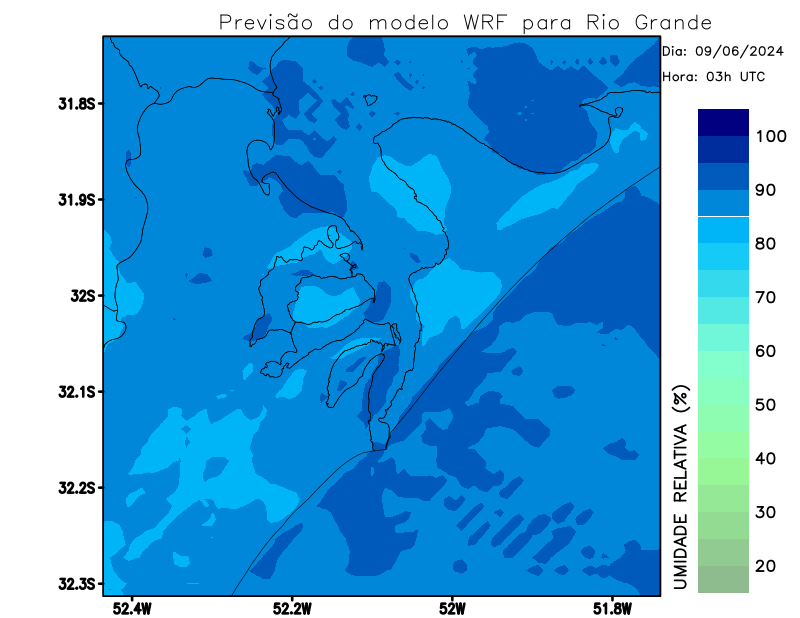 Previsão do modelo WRF para Rio Grande
Dia: 09/06/2024
Hora: 03h UTC
31.8S
31.9S
32S
32.1S
32.2S
32.3S
52.4W 52.2W 52W 51.8W
100
90
80
70
60
50
40
30
20
UMIDADE RELATIVA (%)